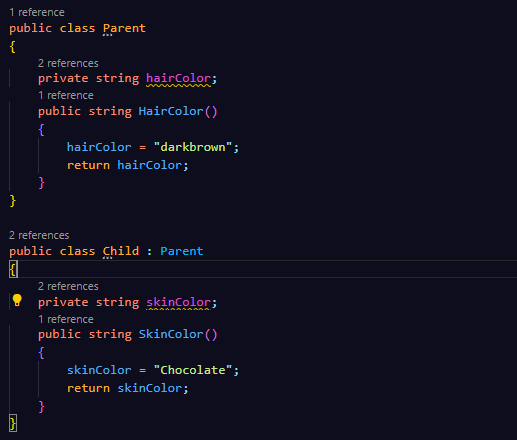 1 reference
public class Parent
{
2 references
private string hairColor;
1 reference
public string HairColor()
{
hairColor = "darkbrown";
return hairColor;
}
}
2 references
public class Child : Parent
{
2 references
private string skinColor;
1 reference
public string SkinColor()
{
skinColor = "Chocolate";
return skinColor;
}
}